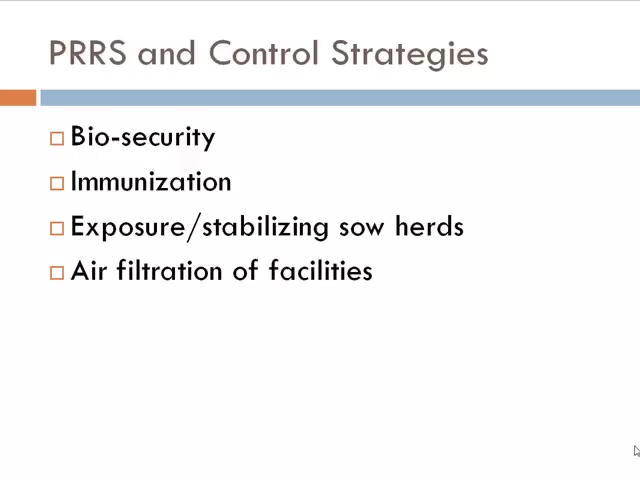 PRRS and Control Strategies
Bio-security
Immunization
Exposure/stabilizing sow herds
Air filtration of facilities